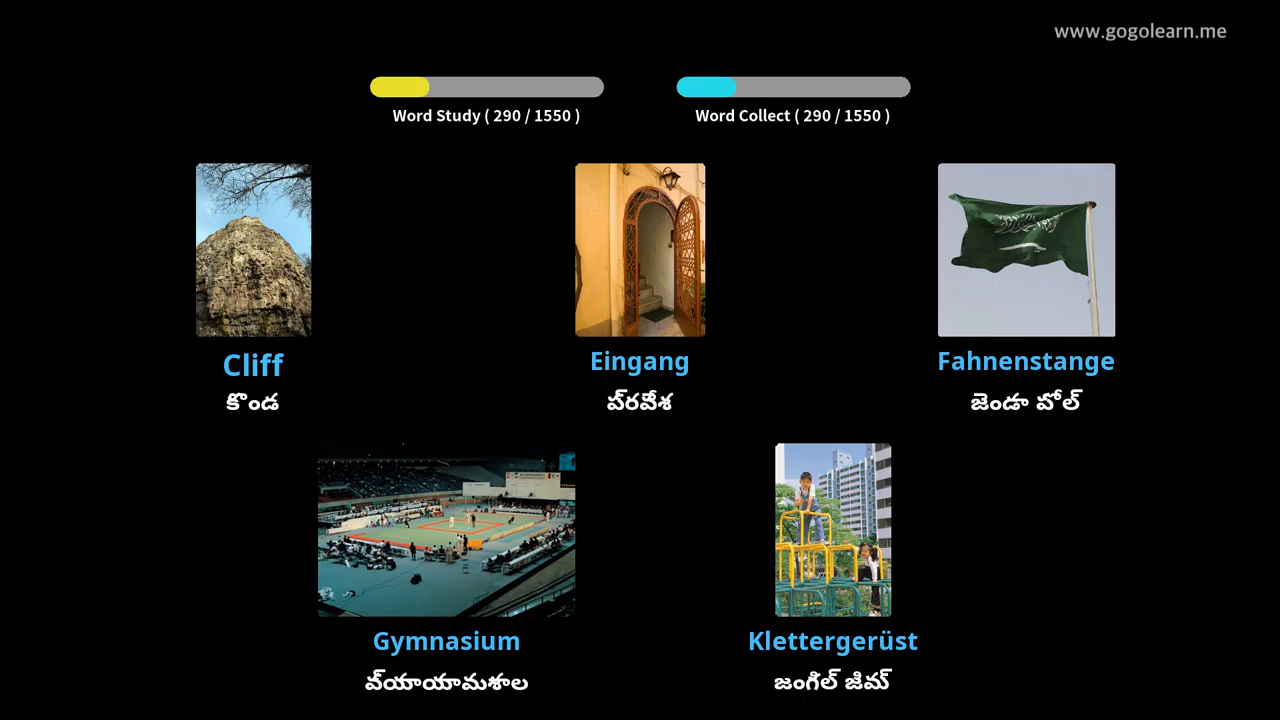 www.gogolearn.me
Word Study ( 290 / 1550 )
Word Collect ( 290 / 1550 )
Cliff
కొండ
Eingang
ప్రవేశ
Fahnenstange
జెండా పోల్
Gymnasium
వ్యాయామశాల
Klettergerüst
జంగిల్ జిమ్